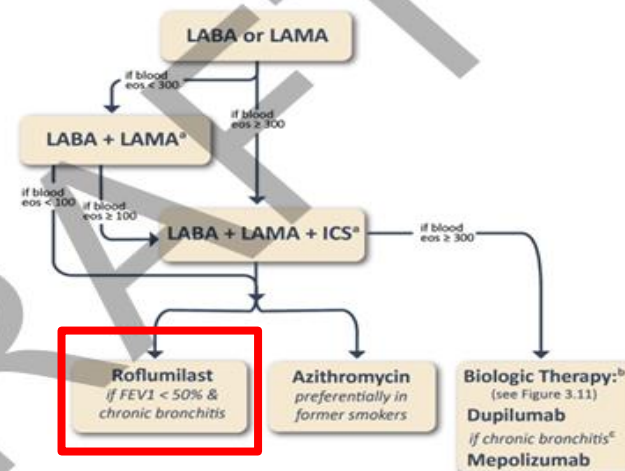 LABA or LAMA
if blood
eos < 300
if blood
eos ≥ 300
LABA + LAMAᵃ
if blood
eos < 100
if blood
eos ≥ 100
LABA + LAMA + ICSᵃ
if blood
eos ≥ 300
Roflumilast
if FEV1 < 50% &
chronic bronchitis
Azithromycin
preferentially in
former smokers
Biologic Therapy:ᵇ
(see Figure 3.11)
Dupilumab
if chronic bronchitisᶜ
Mepolizumab